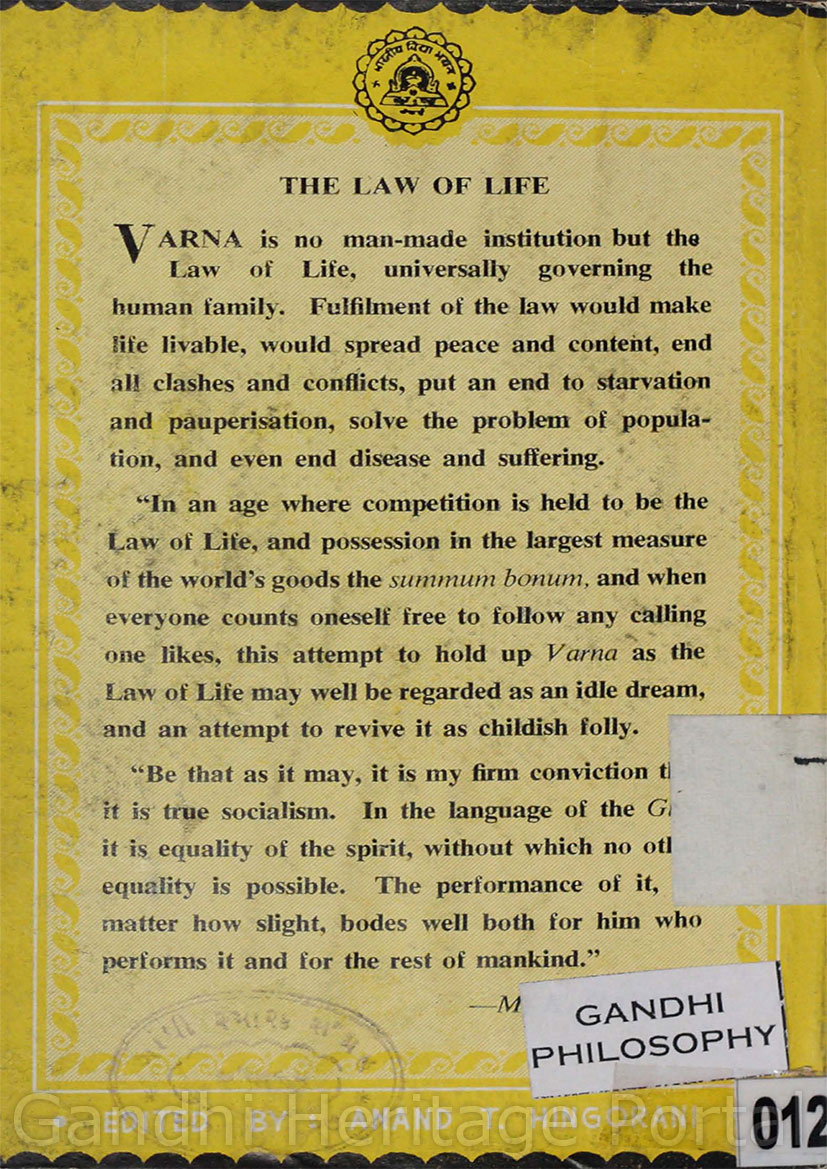 भारतीय विद्या भवन
THE LAW OF LIFE
VARNA is no man-made institution but the
Law of Life, universally governing the
human family. Fulfilment of the law would make
life livable, would spread peace and content, end
all clashes and conflicts, put an end to starvation
and pauperisation, solve the problem of popula-
tion, and even end disease and suffering.
“In an age where competition is held to be the
Law of Life, and possession in the largest measure
of the world’s goods the summum bonum, and when
everyone counts oneself free to follow any calling
one likes, this attempt to hold up Varna as the
Law of Life may well be regarded as an idle dream,
and an attempt to revive it as childish folly.
“Be that as it may, it is my firm conviction
it is true socialism. In the language of the
it is equality of the spirit, without which no
equality is possible. The performance of it,
matter how slight, bodes well both for him who
performs it and for the rest of mankind.”
—M
GANDHI
PHILOSOPHY
EDITED BY : ANAND T. HINGORANI
Gandhi Heritage Porta
012